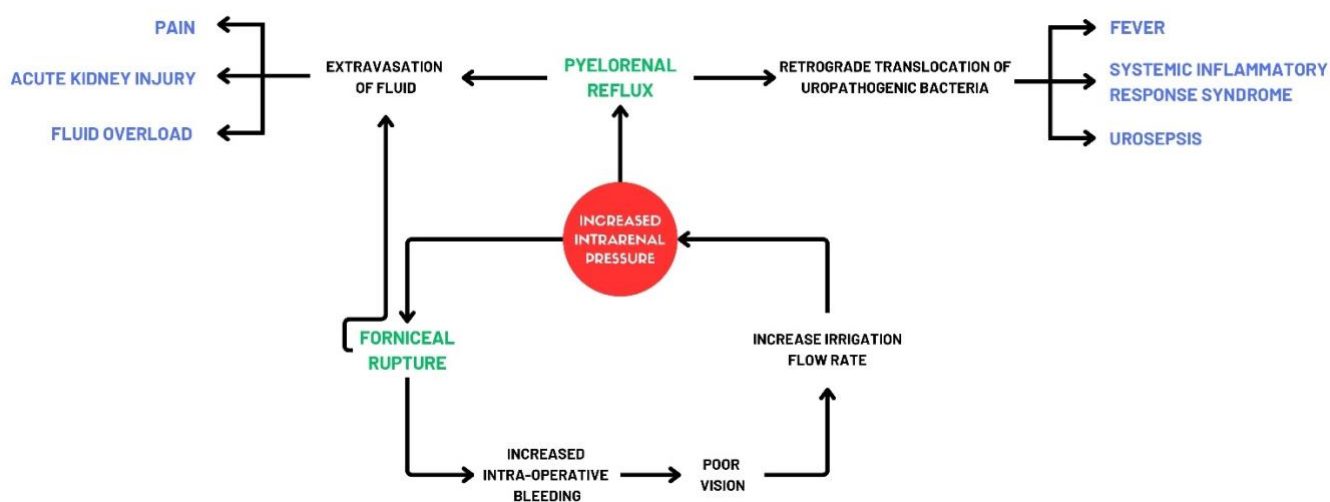 PAIN
ACUTE KIDNEY INJURY
FLUID OVERLOAD
EXTRAVASATION
OF FLUID
PYELORENAL
REFLUX
RETROGRADE TRANSLOCATION OF
UROPATHOGENIC BACTERIA
FEVER
SYSTEMIC INFLAMMATORY
RESPONSE SYNDROME
UROSEPSIS
INCREASED
INTRARENAL
PRESSURE
FORNICEAL
RUPTURE
INCREASE IRRIGATION
FLOW RATE
INCREASED
INTRA-OPERATIVE
BLEEDING
POOR
VISION